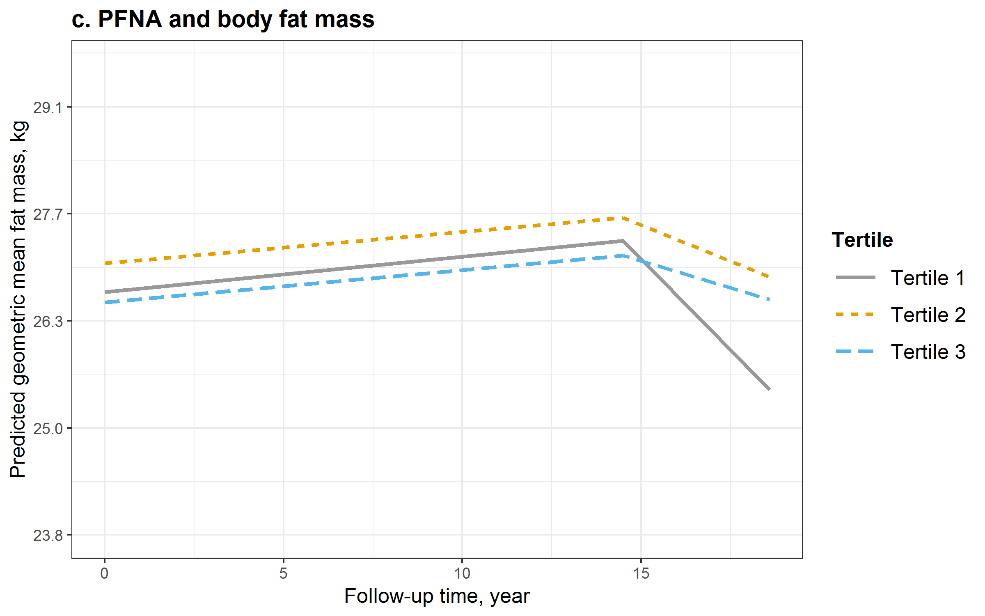 c. PFNA and body fat mass
Predicted geometric mean fat mass, kg
29.1
27.7
26.3
25.0
23.8
0
5
10
15
Follow-up time, year
Tertile
Tertile 1
Tertile 2
Tertile 3